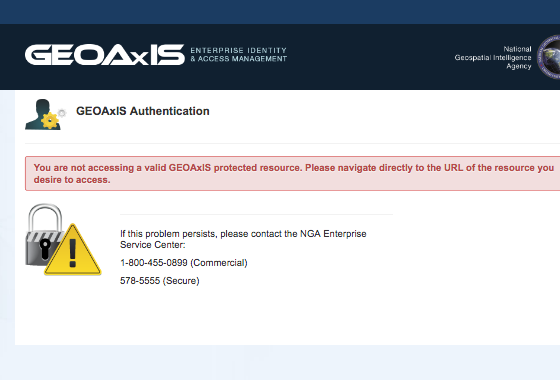 GEOAxIS ENTERPRISE IDENTITY
& ACCESS MANAGEMENT
National
Geospatial Intelligence
Agency
GEOAxIS Authentication
You are not accessing a valid GEOAxIS protected resource. Please navigate directly to the URL of the resource you
desire to access.
If this problem persists, please contact the NGA Enterprise
Service Center:
1-800-455-0899 (Commercial)
578-5555 (Secure)